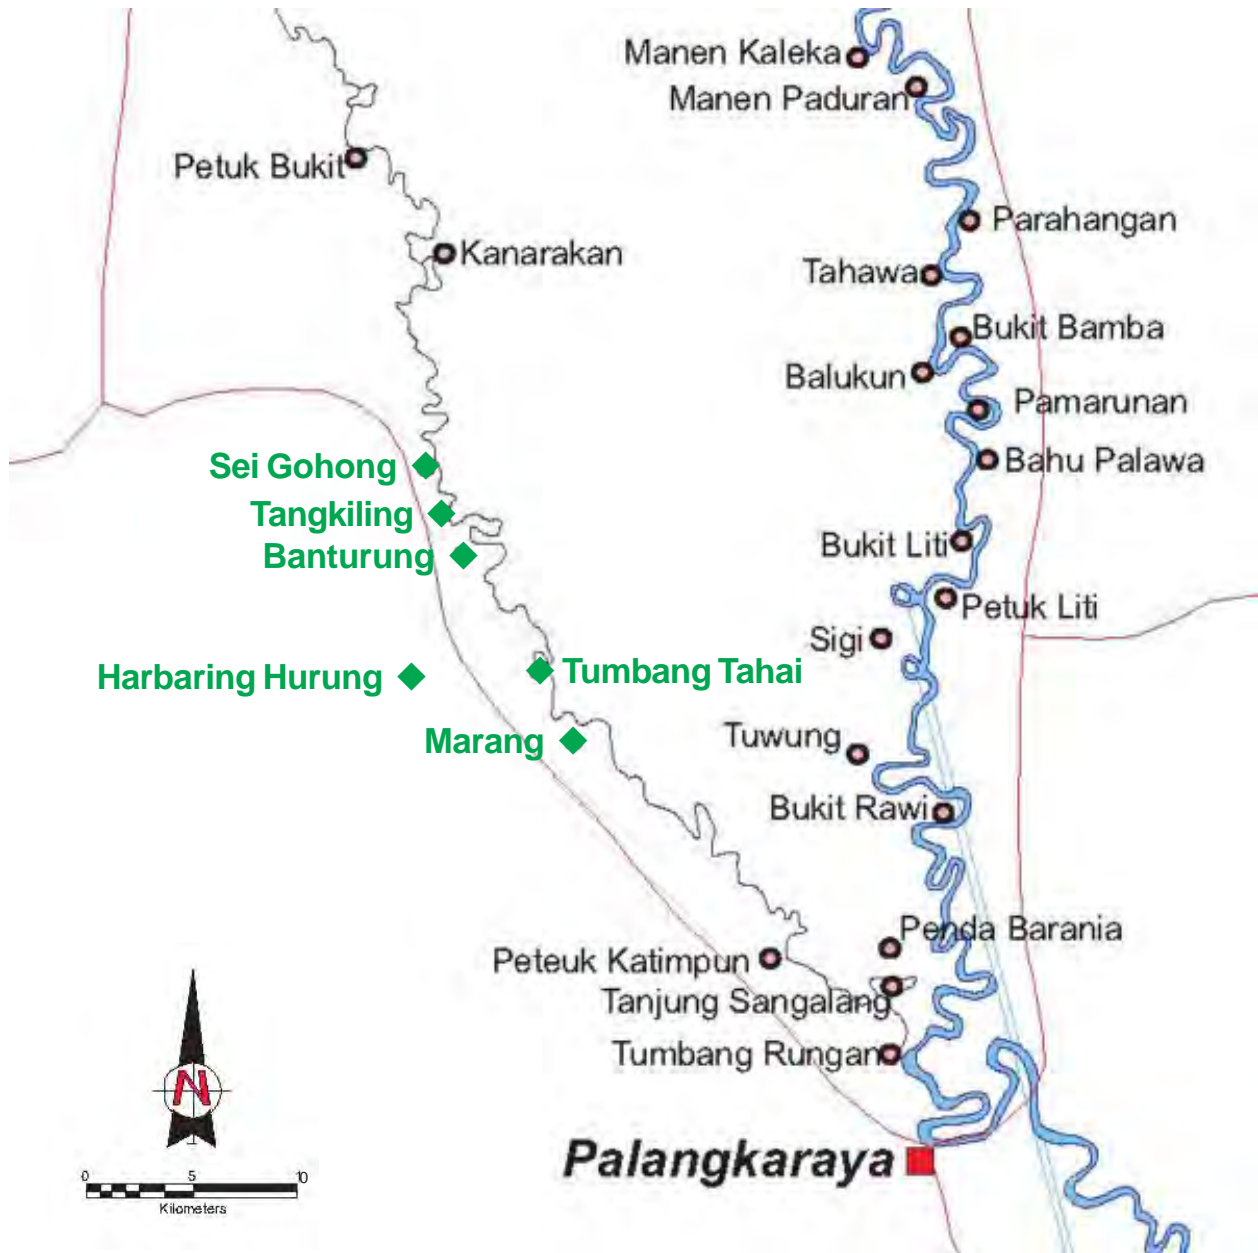 Manen Kaleka
Manen Paduran
Petuk Bukit
Parahangan
Kanarakan
Tahawa
Bukit Bamba
Balukun
Pamarunan
Sei Gohong
Bahu Palawa
Tangkiling
Bukit Liti
Banturung
Petuk Liti
Sigi
Harbaring Hurung
Tumbang Tahai
Marang
Tuwung
Bukit Rawi
Penda Barania
Peteuk Katimpun
Tanjung Sangalang
Tumbang Rungan
N
Palangkaraya
0 5 10
Kilometers